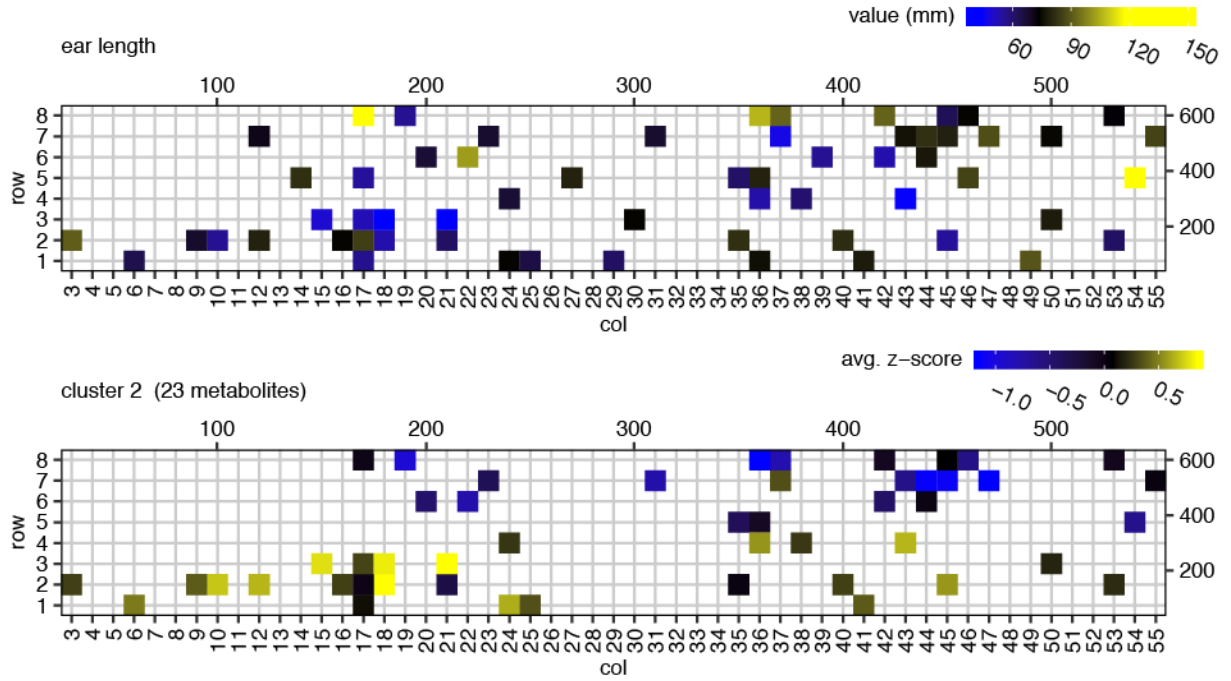 value (mm)
60 90 120 150
ear length
100 200 300 400 500
8 600
7
6
5 400
4
3
2 200
1
row
3 4 5 6 7 8 9 10 11 12 13 14 15 16 17 18 19 20 21 22 23 24 25 26 27 28 29 30 31 32 33 34 35 36 37 38 39 40 41 42 43 44 45 46 47 48 49 50 51 52 53 54 55
col
avg. z−score
−1.0 −0.5 0.0 0.5
cluster 2 (23 metabolites)
100 200 300 400 500
8 600
7
6
5 400
4
3
2 200
1
row
3 4 5 6 7 8 9 10 11 12 13 14 15 16 17 18 19 20 21 22 23 24 25 26 27 28 29 30 31 32 33 34 35 36 37 38 39 40 41 42 43 44 45 46 47 48 49 50 51 52 53 54 55
col